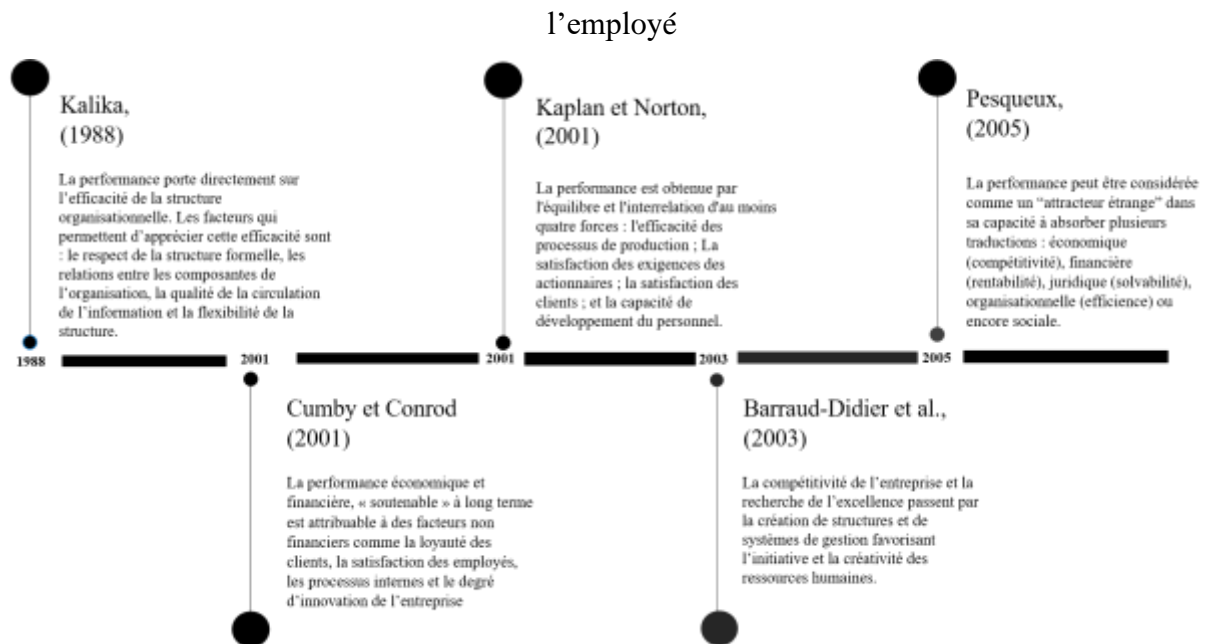 l’employé
Kalika,
(1988)
La performance porte directement sur
l’efficacité de la structure
organisationnelle. Les facteurs qui
permettent d’apprécier cette efficacité sont
: le respect de la structure formelle, les
relations entre les composantes de
l’organisation, la qualité de la circulation
de l’information et la flexibilité de la
structure.
Kaplan et Norton,
(2001)
La performance est obtenue par
l'équilibre et l'interrelation d'au moins
quatre forces : l'efficacité des
processus de production ; La
satisfaction des exigences des
actionnaires ; la satisfaction des
clients ; et la capacité de
développement du personnel.
Pesqueux,
(2005)
La performance peut être considérée
comme un “attracteur étrange” dans
sa capacité à absorber plusieurs
traductions : économique
(compétitivité), financière
(rentabilité), juridique (solvabilité),
organisationnelle (efficience) ou
encore sociale.
1988 2001 2001 2003 2005
Cumby et Conrod
(2001)
La performance économique et
financière, « soutenable » à long terme
est attribuable à des facteurs non
financiers comme la loyauté des
clients, la satisfaction des employés,
les processus internes et le degré
d’innovation de l’entreprise
Barraud-Didier et al.,
(2003)
La compétitivité de l’entreprise et la
recherche de l’excellence passent par
la création de structures et de
systèmes de gestion favorisant
l’initiative et la créativité des
ressources humaines.